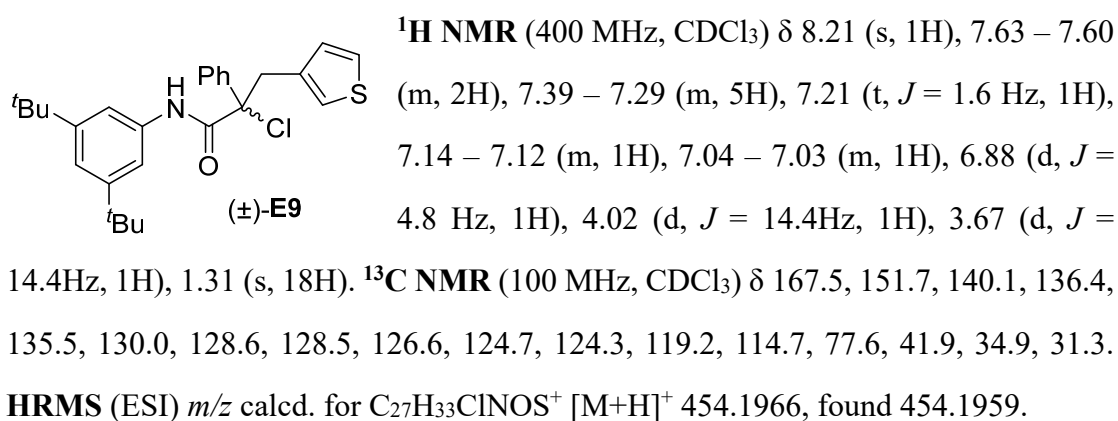 ¹H NMR (400 MHz, CDCl₃) δ 8.21 (s, 1H), 7.63 – 7.60
(m, 2H), 7.39 – 7.29 (m, 5H), 7.21 (t, J = 1.6 Hz, 1H),
7.14 – 7.12 (m, 1H), 7.04 – 7.03 (m, 1H), 6.88 (d, J =
4.8 Hz, 1H), 4.02 (d, J = 14.4Hz, 1H), 3.67 (d, J =
ᵗBu
H
N
Ph
S
Cl
O
ᵗBu
(±)-E9
14.4Hz, 1H), 1.31 (s, 18H). ¹³C NMR (100 MHz, CDCl₃) δ 167.5, 151.7, 140.1, 136.4,
135.5, 130.0, 128.6, 128.5, 126.6, 124.7, 124.3, 119.2, 114.7, 77.6, 41.9, 34.9, 31.3.
HRMS (ESI) m/z calcd. for C₂₇H₃₃ClNOS⁺ [M+H]⁺ 454.1966, found 454.1959.